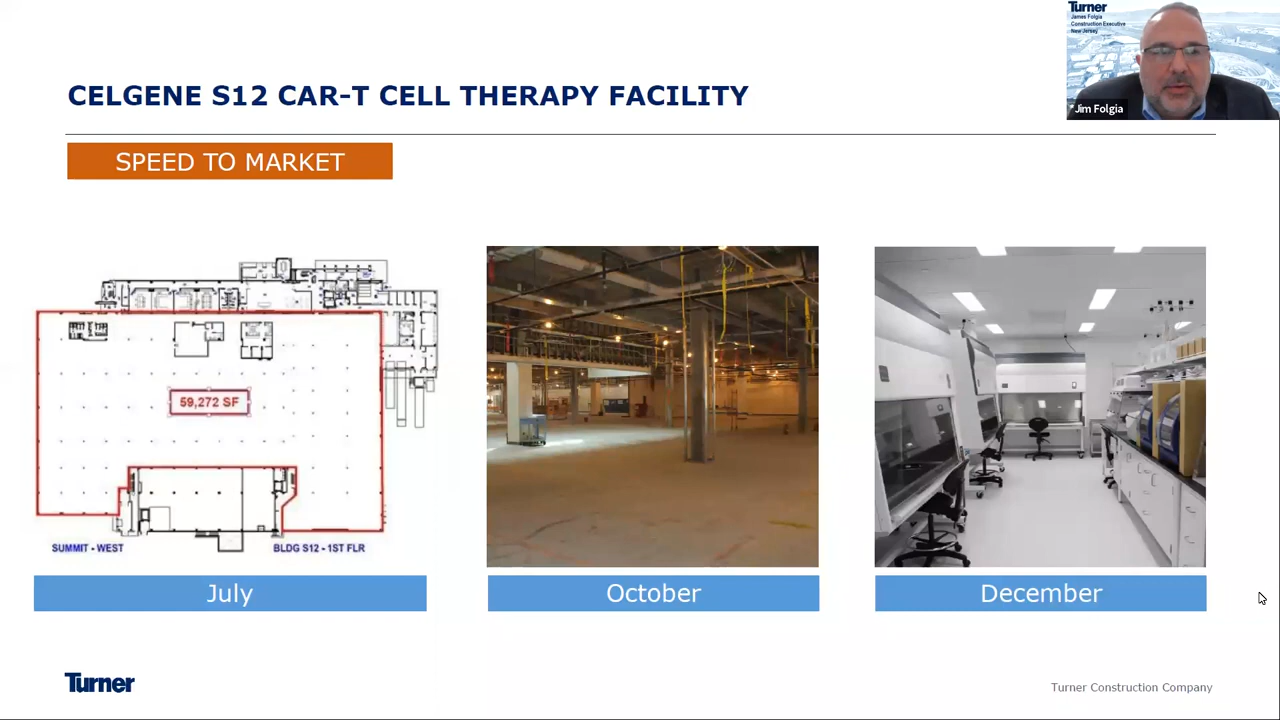 Turner
James Folgia
Construction Executive
New Jersey
*Jim Folgia
CELGENE S12 CAR-T CELL THERAPY FACILITY
SPEED TO MARKET
59,272 SF
SUMMIT - WEST
BLDG S12 - 1ST FLR
July
October
December
Turner
Turner Construction Company